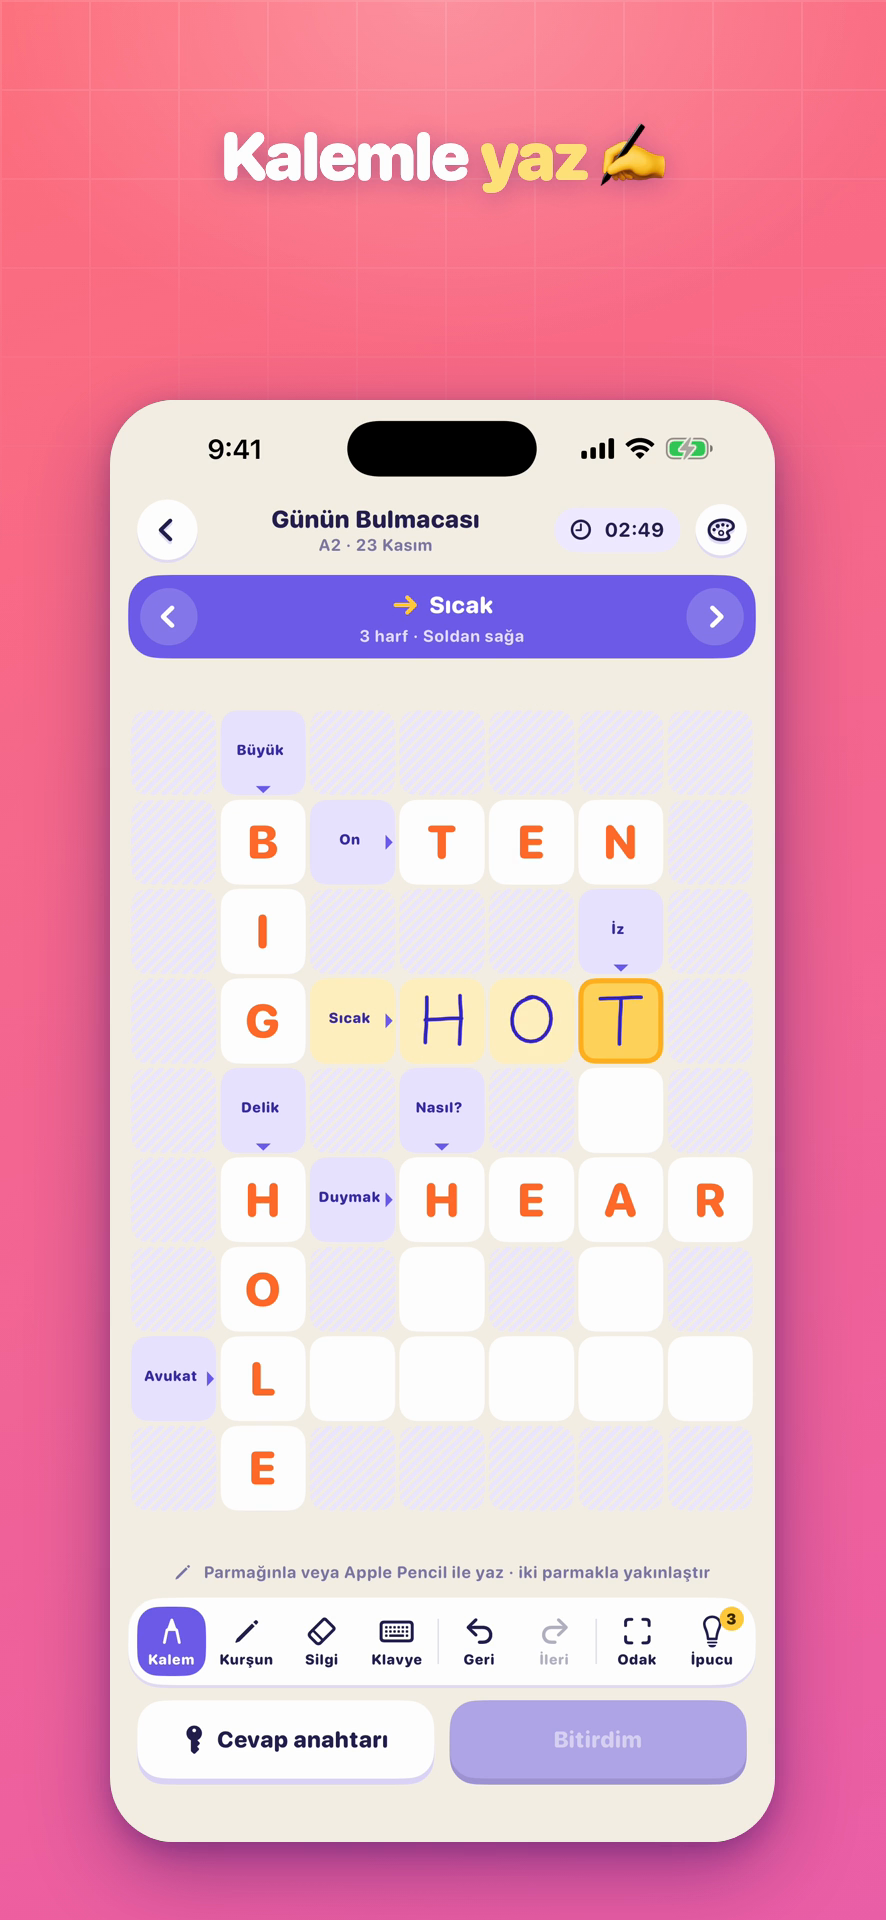 Kalemle yaz ✍️
9:41
Günün Bulmacası
A2 · 23 Kasım
02:49
→ Sıcak
3 harf · Soldan sağa
Büyük
B On T E N
I İz
G Sıcak H O T
Delik Nasıl?
H Duymak H E A R
O
Avukat L
E
Parmağınla veya Apple Pencil ile yaz · iki parmakla yakınlaştır
Kalem Kurşun Silgi Klavye Geri İleri Odak İpucu 3
Cevap anahtarı Bitirdim